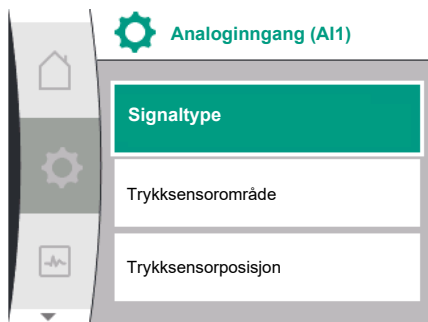 Analoginngang (AI1)
Signaltype
Trykksensorområde
Trykksensorposisjon